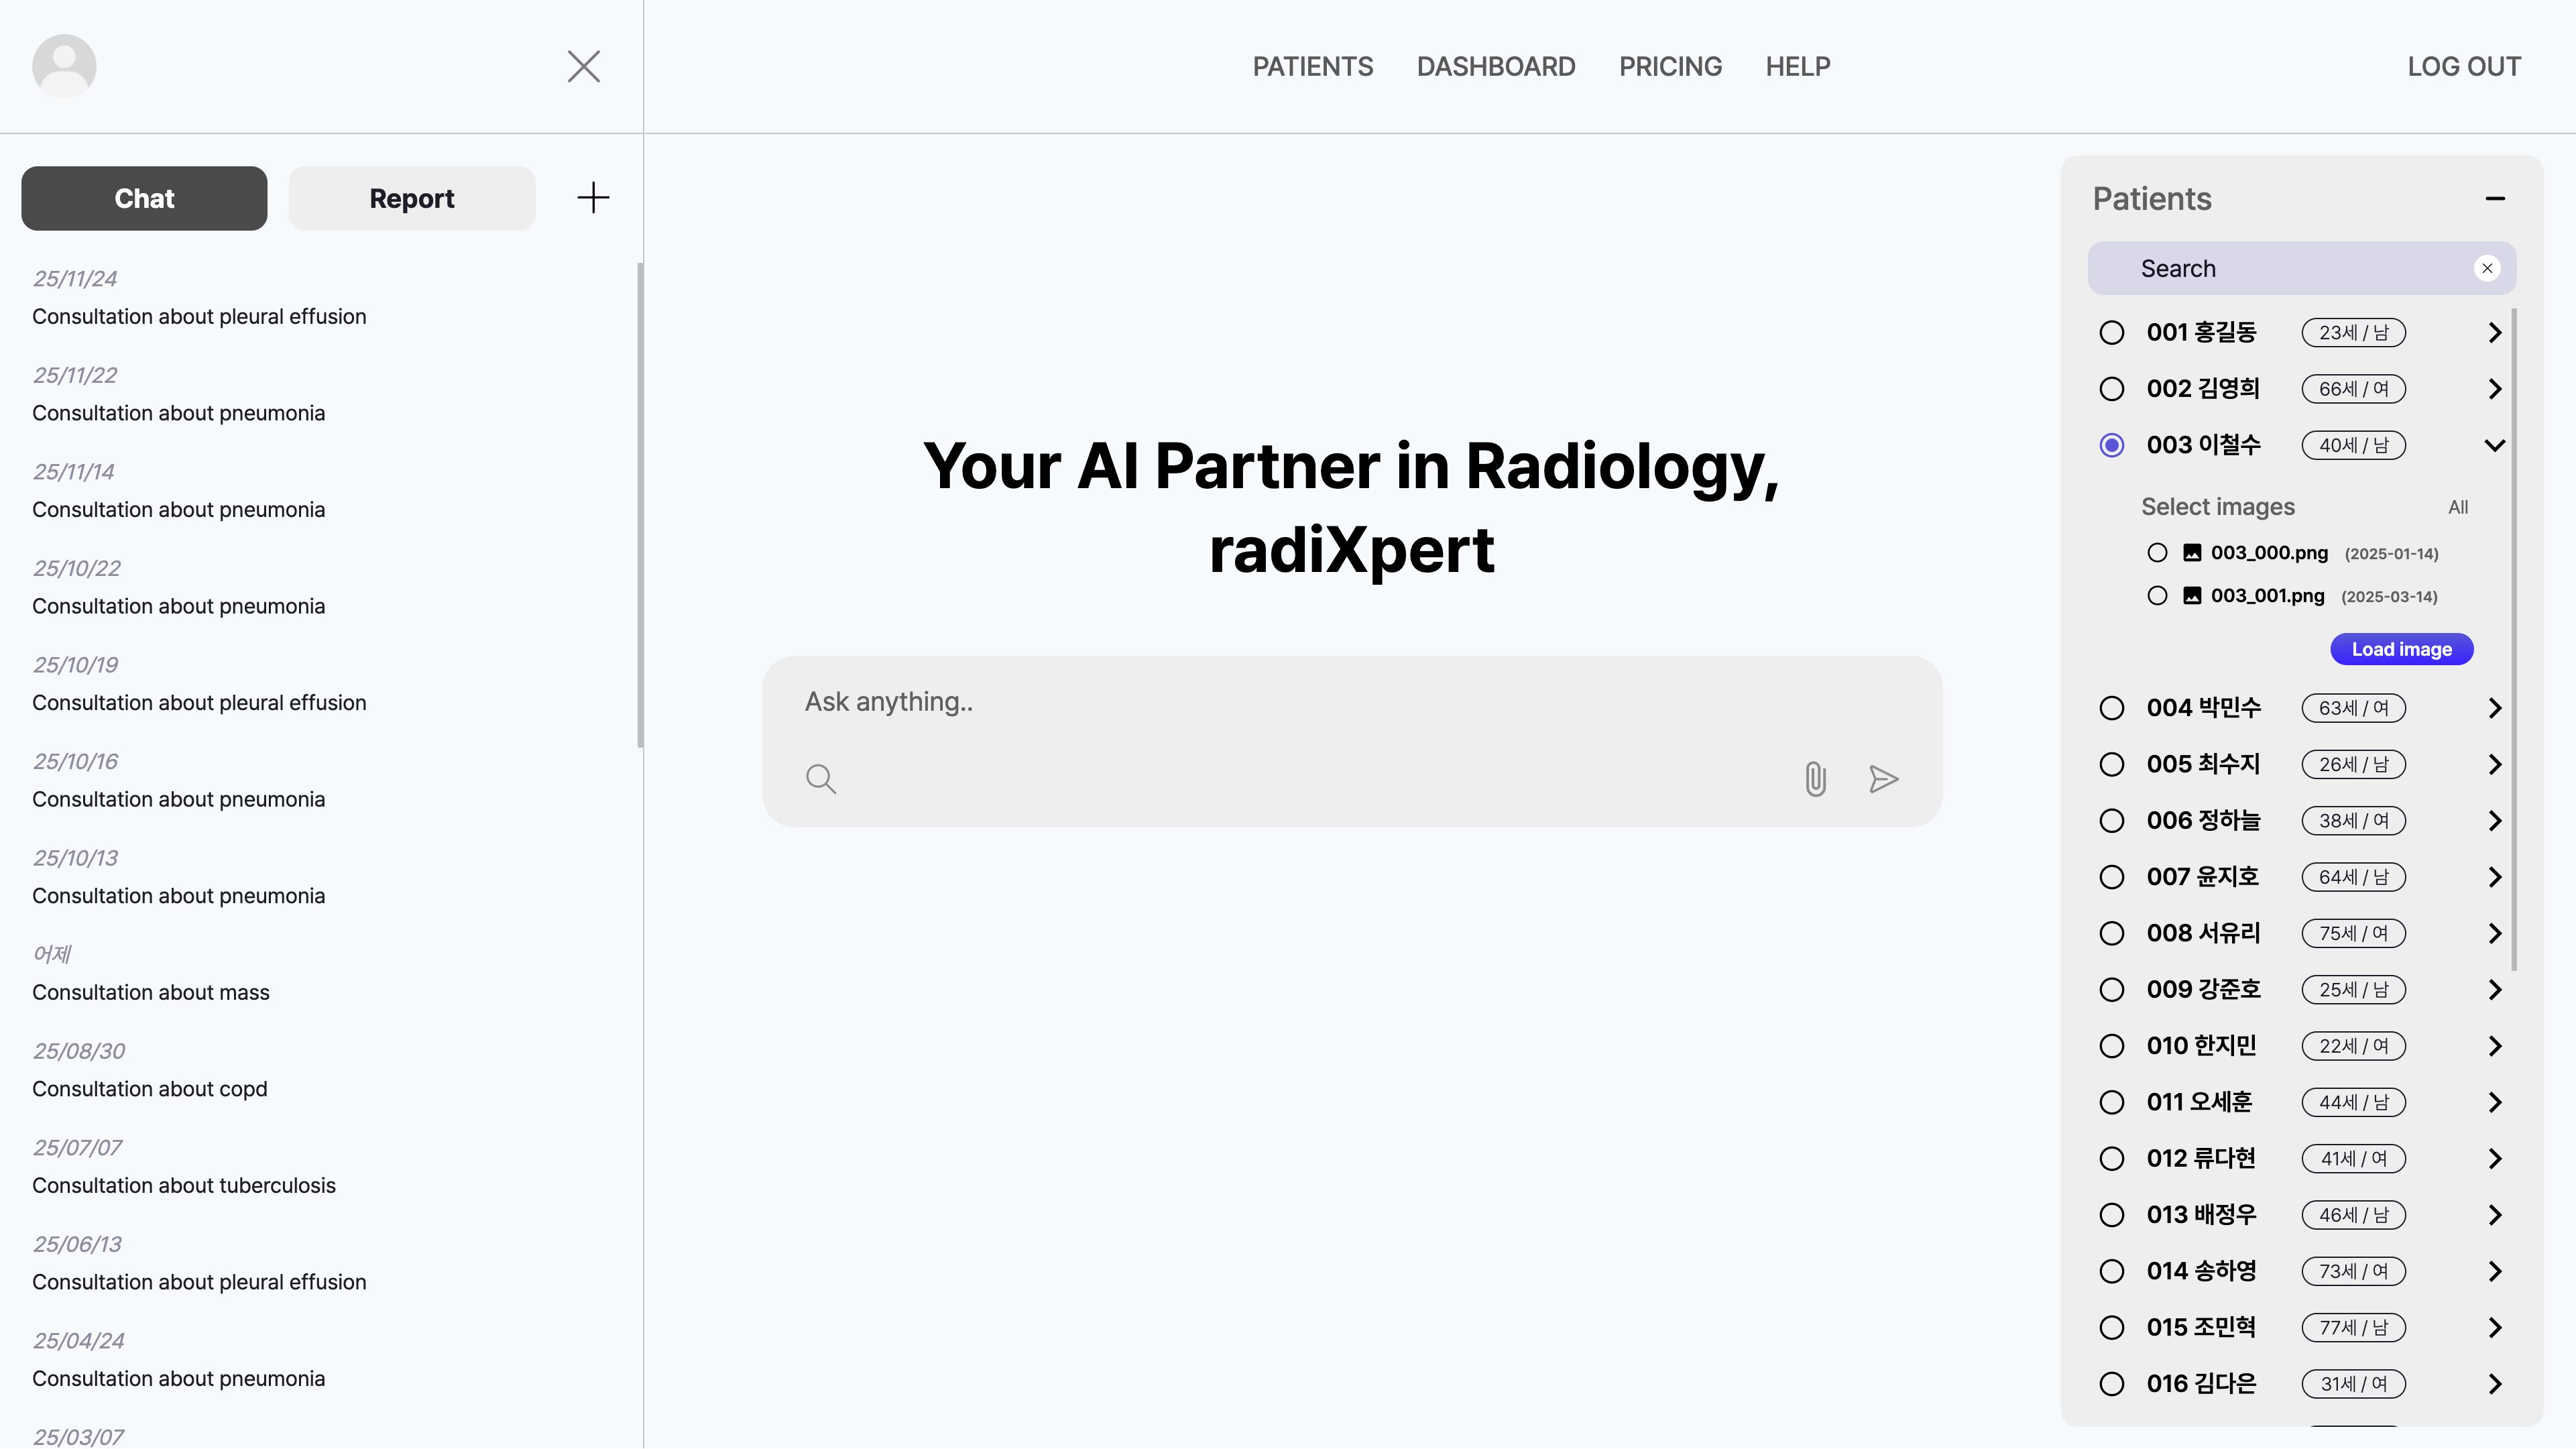 PATIENTS DASHBOARD PRICING HELP LOG OUT
Chat Report
25/11/24
Consultation about pleural effusion
25/11/22
Consultation about pneumonia
25/11/14
Consultation about pneumonia
25/10/22
Consultation about pneumonia
25/10/19
Consultation about pleural effusion
25/10/16
Consultation about pneumonia
25/10/13
Consultation about pneumonia
어제
Consultation about mass
25/08/30
Consultation about copd
25/07/07
Consultation about tuberculosis
25/06/13
Consultation about pleural effusion
25/04/24
Consultation about pneumonia
25/03/07
Your AI Partner in Radiology,
radiXpert
Ask anything..
Patients
Search
001 홍길동 23세 / 남
002 김영희 66세 / 여
003 이철수 40세 / 남
Select images All
003_000.png (2025-01-14)
003_001.png (2025-03-14)
Load image
004 박민수 63세 / 여
005 최수지 26세 / 남
006 정하늘 38세 / 여
007 윤지호 64세 / 남
008 서유리 75세 / 여
009 강준호 25세 / 남
010 한지민 22세 / 여
011 오세훈 44세 / 남
012 류다현 41세 / 여
013 배정우 46세 / 남
014 송하영 73세 / 여
015 조민혁 77세 / 남
016 김다은 31세 / 여